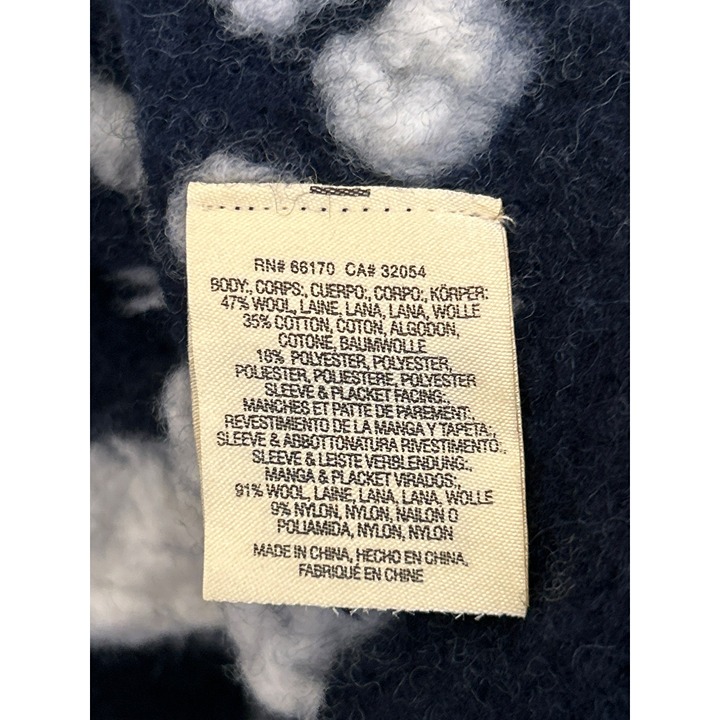 RN# 66170 CA# 32054
BODY:, CORPS:, CUERPO:, CORPO:, KÖRPER:
47% WOOL, LAINE, LANA, LANA, WOLLE
35% COTTON, COTON, ALGODON,
COTONE, BAUMWOLLE
18% POLYESTER, POLYESTER,
POLIESTER, POLIESTERE, POLYESTER
SLEEVE & PLACKET FACING:,
MANCHES ET PATTE DE PAREMENT:,
REVESTIMIENTO DE LA MANGA Y TAPETA:,
SLEEVE & ABBOTTONATURA RIVESTIMENTO:,
SLEEVE & LEISTE VERBLENDUNG:,
MANGA & PLACKET VIRADOS:,
91% WOOL, LAINE, LANA, LANA, WOLLE
9% NYLON, NYLON, NAILON O
POLIAMIDA, NYLON, NYLON
MADE IN CHINA, HECHO EN CHINA,
FABRIQUÉ EN CHINE